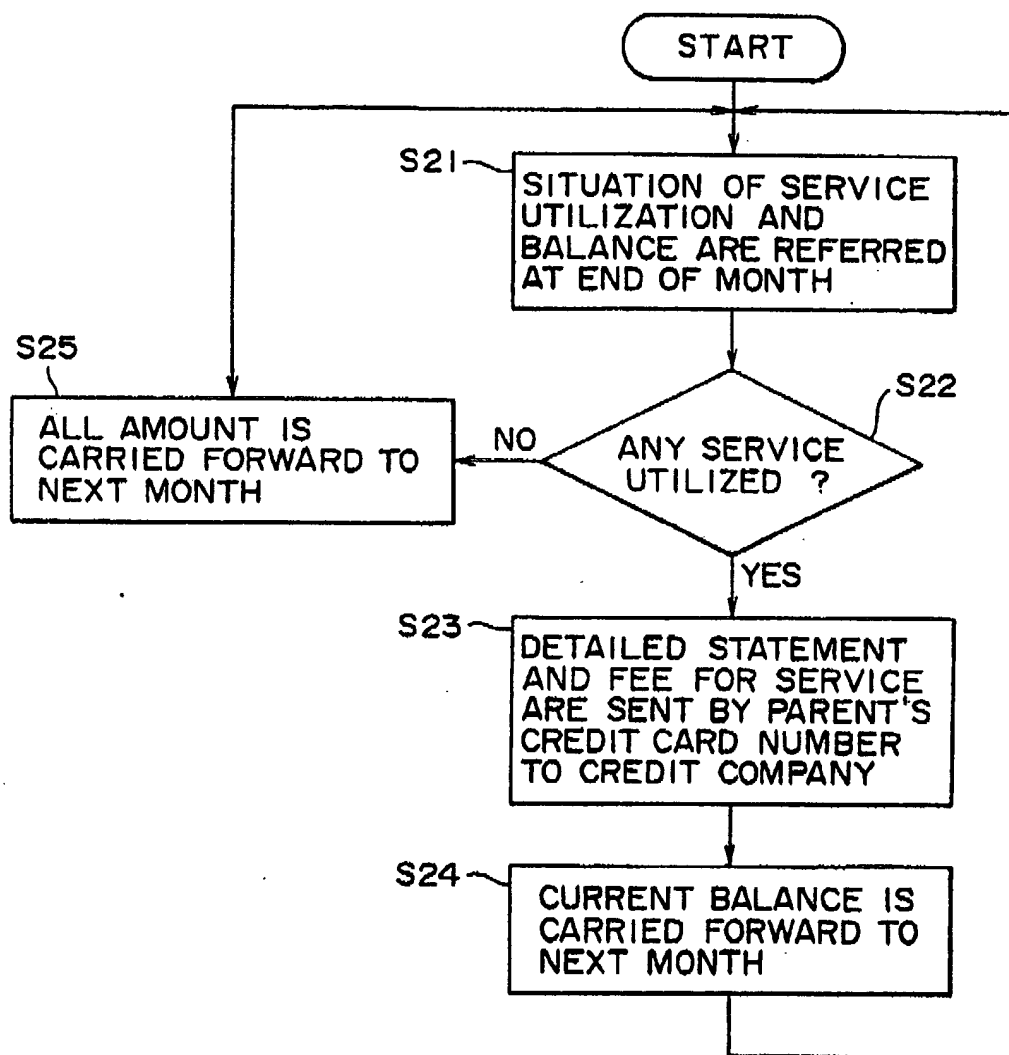 START
S21
SITUATION OF SERVICE
UTILIZATION AND
BALANCE ARE REFERRED
AT END OF MONTH
S25
ALL AMOUNT IS
CARRIED FORWARD TO
NEXT MONTH
NO
S22
ANY SERVICE
UTILIZED ?
YES
S23
DETAILED STATEMENT
AND FEE FOR SERVICE
ARE SENT BY PARENT'S
CREDIT CARD NUMBER
TO CREDIT COMPANY
S24
CURRENT BALANCE IS
CARRIED FORWARD TO
NEXT MONTH